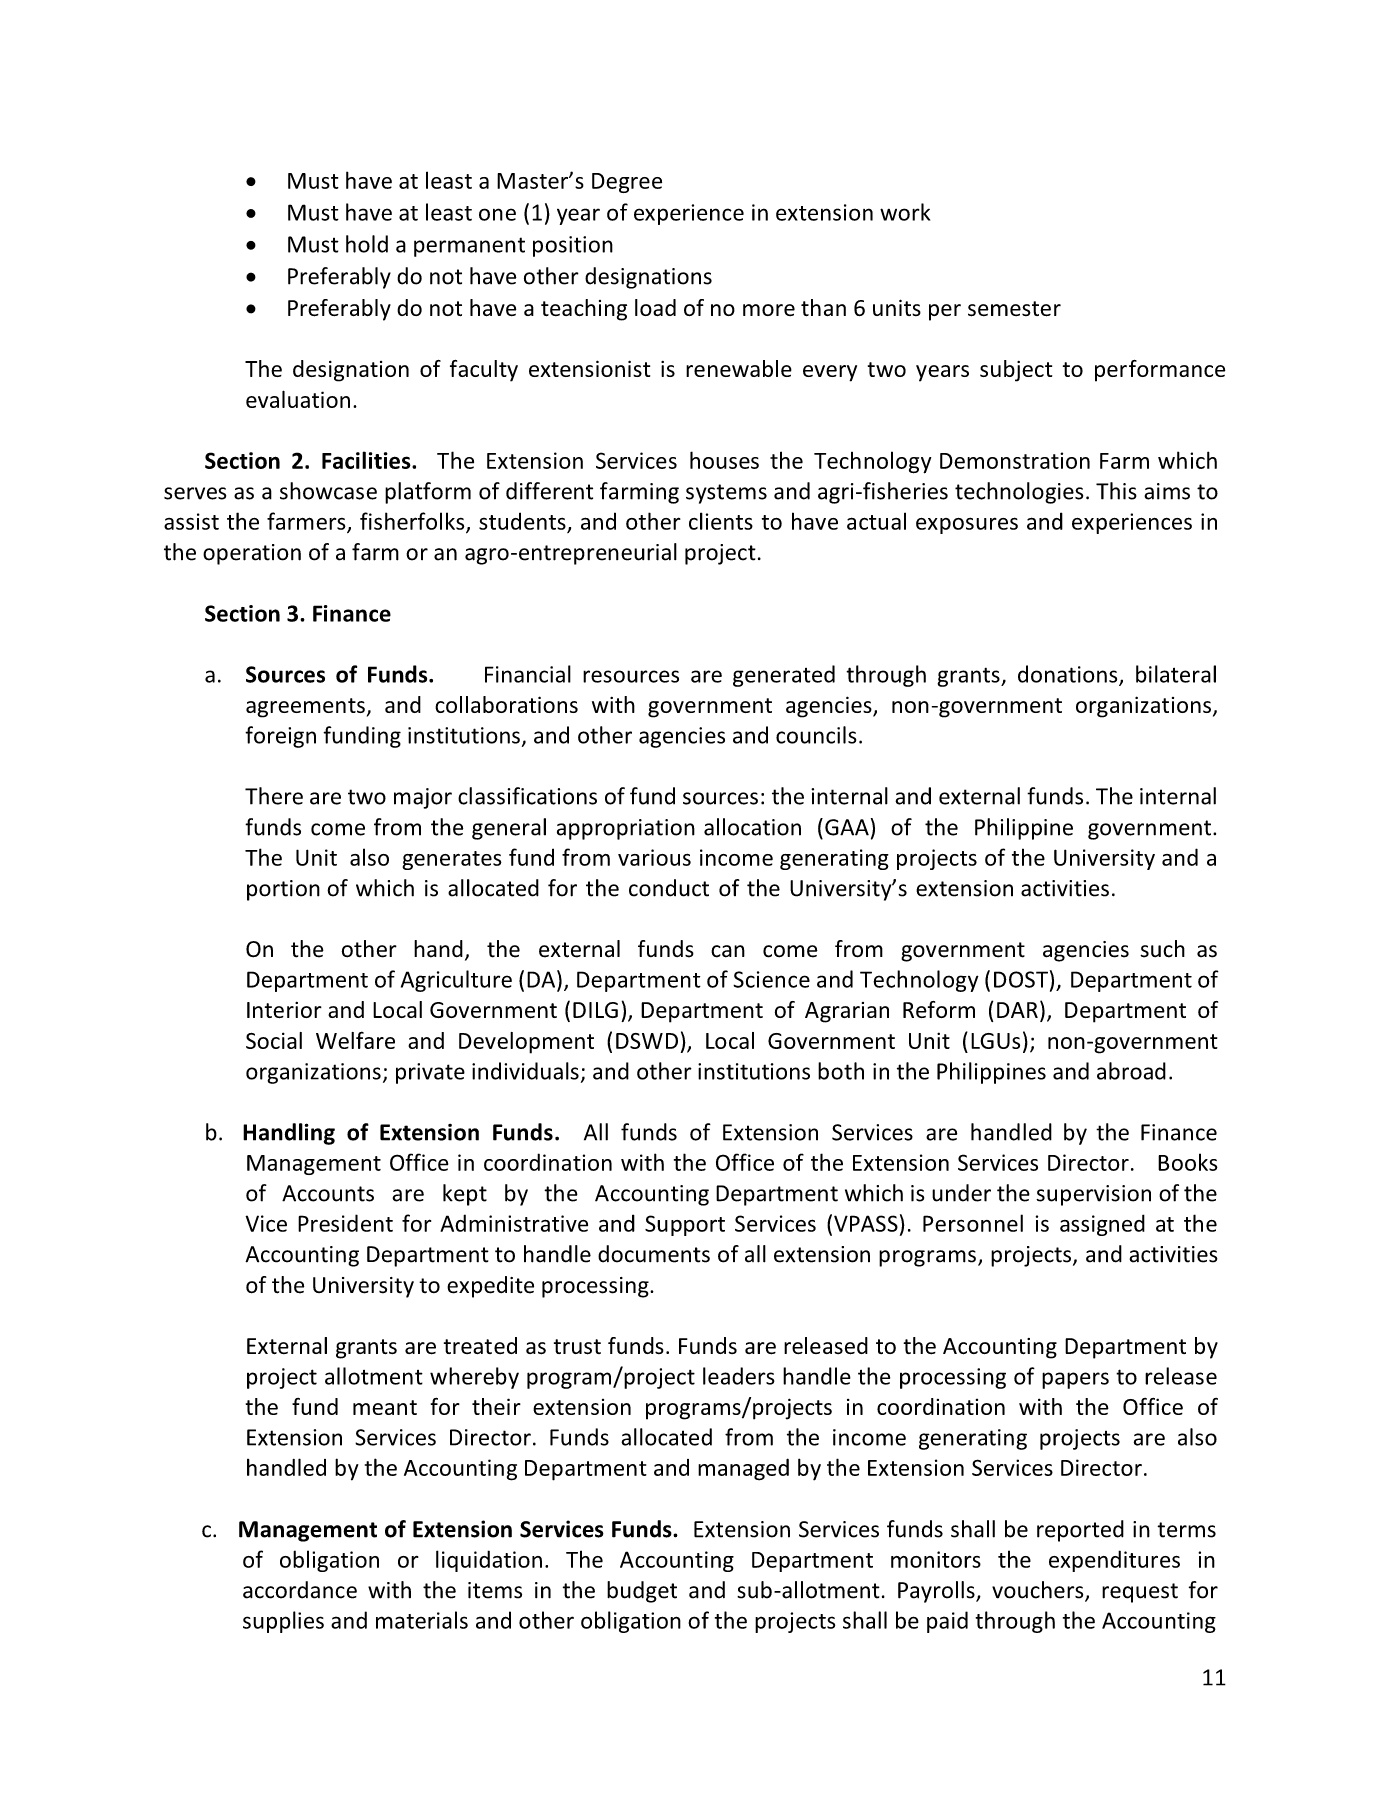 • Must have at least a Master’s Degree
• Must have at least one (1) year of experience in extension work
• Must hold a permanent position
• Preferably do not have other designations
• Preferably do not have a teaching load of no more than 6 units per semester
The designation of faculty extensionist is renewable every two years subject to performance
evaluation.
Section 2. Facilities. The Extension Services houses the Technology Demonstration Farm which
serves as a showcase platform of different farming systems and agri-fisheries technologies. This aims to
assist the farmers, fisherfolks, students, and other clients to have actual exposures and experiences in
the operation of a farm or an agro-entrepreneurial project.
Section 3. Finance
a. Sources of Funds. Financial resources are generated through grants, donations, bilateral
agreements, and collaborations with government agencies, non-government organizations,
foreign funding institutions, and other agencies and councils.
There are two major classifications of fund sources: the internal and external funds. The internal
funds come from the general appropriation allocation (GAA) of the Philippine government.
The Unit also generates fund from various income generating projects of the University and a
portion of which is allocated for the conduct of the University’s extension activities.
On the other hand, the external funds can come from government agencies such as
Department of Agriculture (DA), Department of Science and Technology (DOST), Department of
Interior and Local Government (DILG), Department of Agrarian Reform (DAR), Department of
Social Welfare and Development (DSWD), Local Government Unit (LGUs); non-government
organizations; private individuals; and other institutions both in the Philippines and abroad.
b. Handling of Extension Funds. All funds of Extension Services are handled by the Finance
Management Office in coordination with the Office of the Extension Services Director. Books
of Accounts are kept by the Accounting Department which is under the supervision of the
Vice President for Administrative and Support Services (VPASS). Personnel is assigned at the
Accounting Department to handle documents of all extension programs, projects, and activities
of the University to expedite processing.
External grants are treated as trust funds. Funds are released to the Accounting Department by
project allotment whereby program/project leaders handle the processing of papers to release
the fund meant for their extension programs/projects in coordination with the Office of
Extension Services Director. Funds allocated from the income generating projects are also
handled by the Accounting Department and managed by the Extension Services Director.
c. Management of Extension Services Funds. Extension Services funds shall be reported in terms
of obligation or liquidation. The Accounting Department monitors the expenditures in
accordance with the items in the budget and sub-allotment. Payrolls, vouchers, request for
supplies and materials and other obligation of the projects shall be paid through the Accounting
11